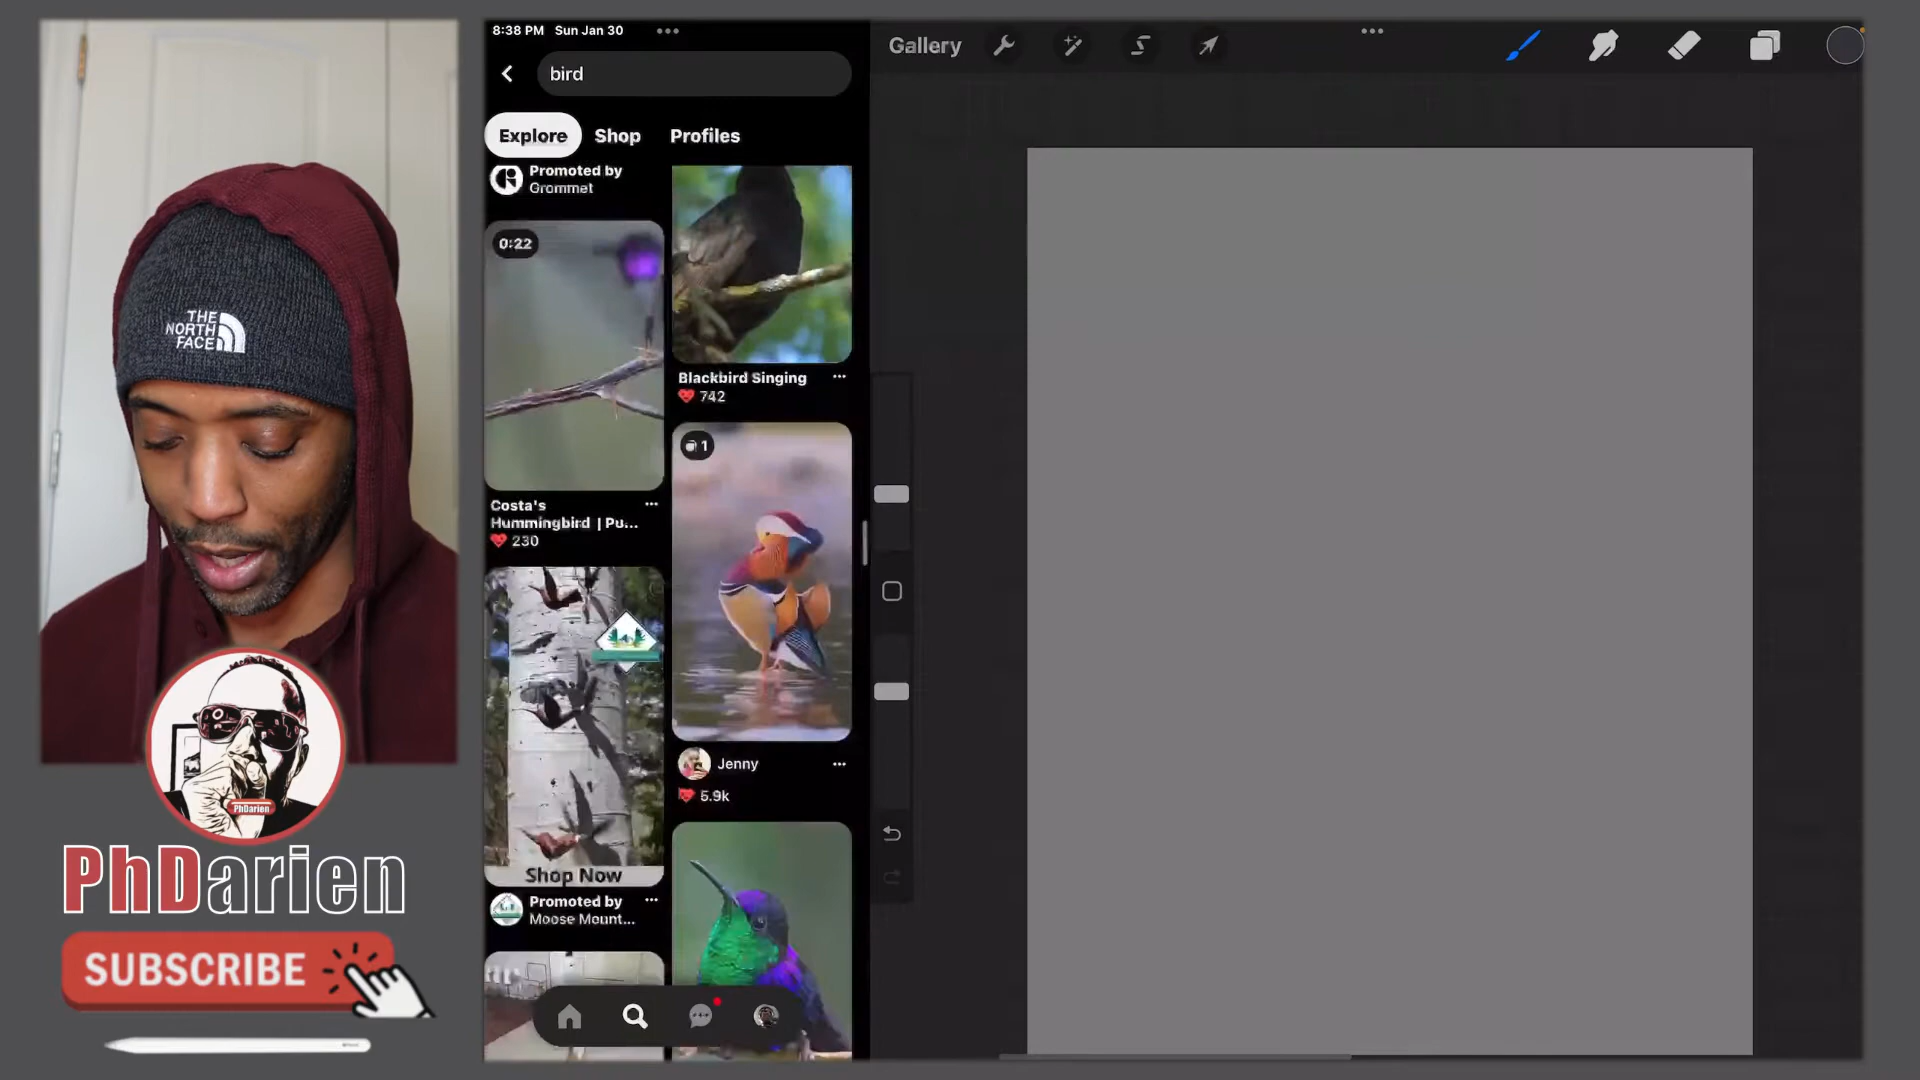 THE
NORTH
FACE
PhDarien
PhDarien
SUBSCRIBE
8:38 PM Sun Jan 30
bird
Explore Shop Profiles
Promoted by
Grommet
0:22
Costa's
Hummingbird | Pu...
230
Shop Now
Promoted by
Moose Mount...
Blackbird Singing
742
1
Jenny
5.9k
Gallery